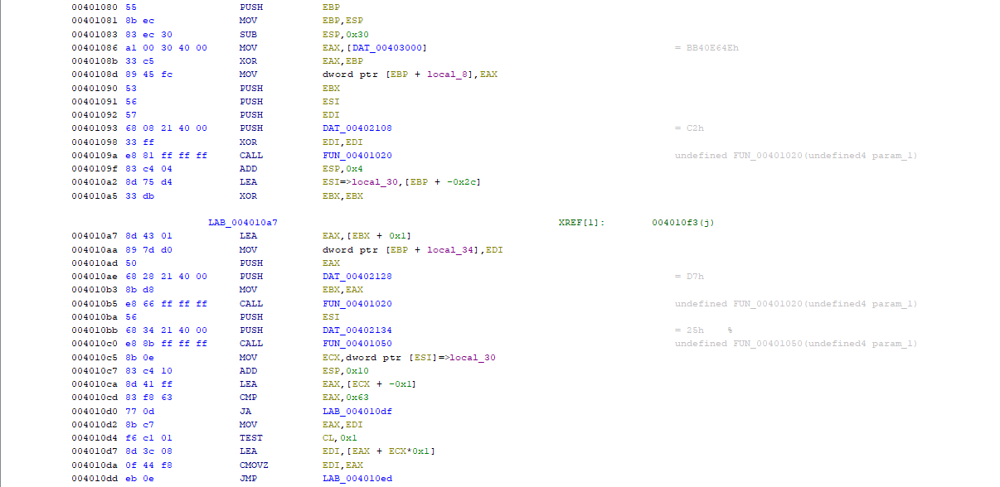 00401080 55 PUSH EBP
00401081 8b ec MOV EBP,ESP
00401083 83 ec 30 SUB ESP,0x30
00401086 a1 00 30 40 00 MOV EAX,[DAT_00403000] = BB40E64Eh
0040108b 33 c5 XOR EAX,EBP
0040108d 89 45 fc MOV dword ptr [EBP + local_8],EAX
00401090 53 PUSH EBX
00401091 56 PUSH ESI
00401092 57 PUSH EDI
00401093 68 08 21 40 00 PUSH DAT_00402108 = C2h
00401098 33 ff XOR EDI,EDI
0040109a e8 81 ff ff ff CALL FUN_00401020 undefined FUN_00401020(undefined4 param_1)
0040109f 83 c4 04 ADD ESP,0x4
004010a2 8d 75 d4 LEA ESI=>local_30,[EBP + -0x2c]
004010a5 33 db XOR EBX,EBX
LAB_004010a7 XREF[1]: 004010f3(j)
004010a7 8d 43 01 LEA EAX,[EBX + 0x1]
004010aa 89 7d d0 MOV dword ptr [EBP + local_34],EDI
004010ad 50 PUSH EAX
004010ae 68 28 21 40 00 PUSH DAT_00402128 = D7h
004010b3 8b d8 MOV EBX,EAX
004010b5 e8 66 ff ff ff CALL FUN_00401020 undefined FUN_00401020(undefined4 param_1)
004010ba 56 PUSH ESI
004010bb 68 34 21 40 00 PUSH DAT_00402134 = 25h %
004010c0 e8 8b ff ff ff CALL FUN_00401050 undefined FUN_00401050(undefined4 param_1)
004010c5 8b 0e MOV ECX,dword ptr [ESI]=>local_30
004010c7 83 c4 10 ADD ESP,0x10
004010ca 8d 41 ff LEA EAX,[ECX + -0x1]
004010cd 83 f8 63 CMP EAX,0x63
004010d0 77 0d JA LAB_004010df
004010d2 8b c7 MOV EAX,EDI
004010d4 f6 c1 01 TEST CL,0x1
004010d7 8d 3c 08 LEA EDI,[EAX + ECX*0x1]
004010da 0f 44 f8 CMOVZ EDI,EAX
004010dd eb 0e JMP LAB_004010ed